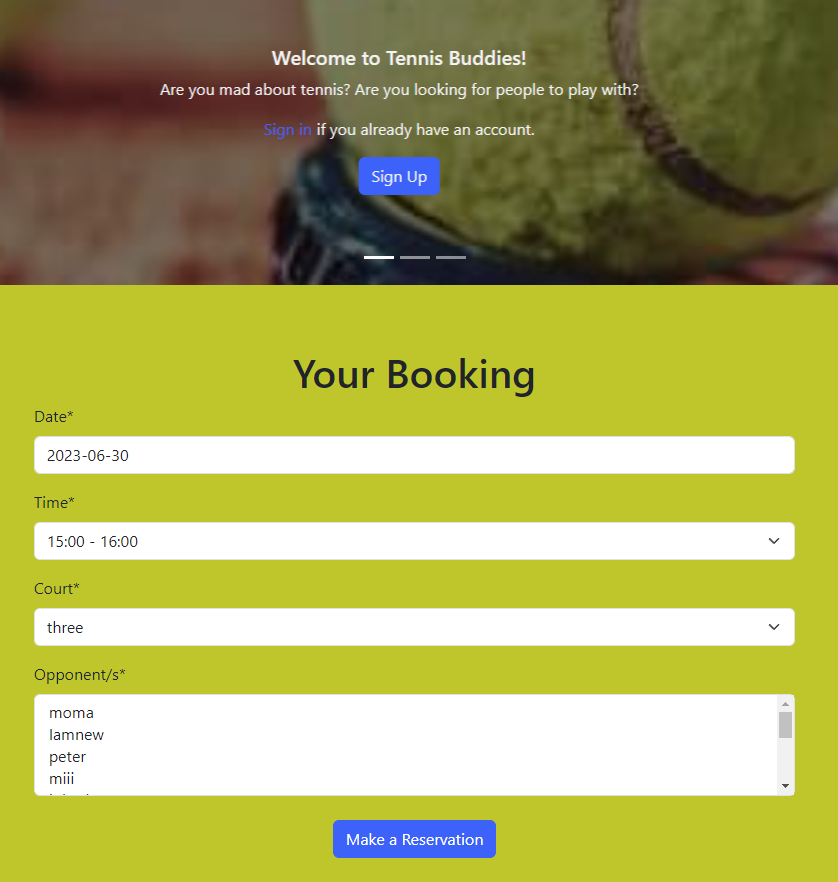 Welcome to Tennis Buddies!
Are you mad about tennis? Are you looking for people to play with?
Sign in if you already have an account.
Sign Up
Your Booking
Date*
2023-06-30
Time*
15:00 - 16:00
Court*
three
Opponent/s*
moma
lamnew
peter
miii
Make a Reservation